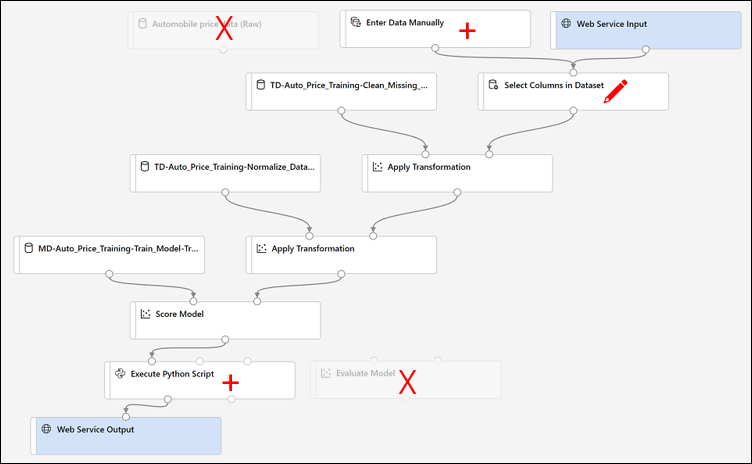 Automobile price data (Raw)
Enter Data Manually
Web Service Input
TD-Auto_Price_Training-Clean_Missing_...
Select Columns in Dataset
TD-Auto_Price_Training-Normalize_Data...
Apply Transformation
MD-Auto_Price_Training-Train_Model-Tr...
Apply Transformation
Score Model
Execute Python Script
Evaluate Model
Web Service Output